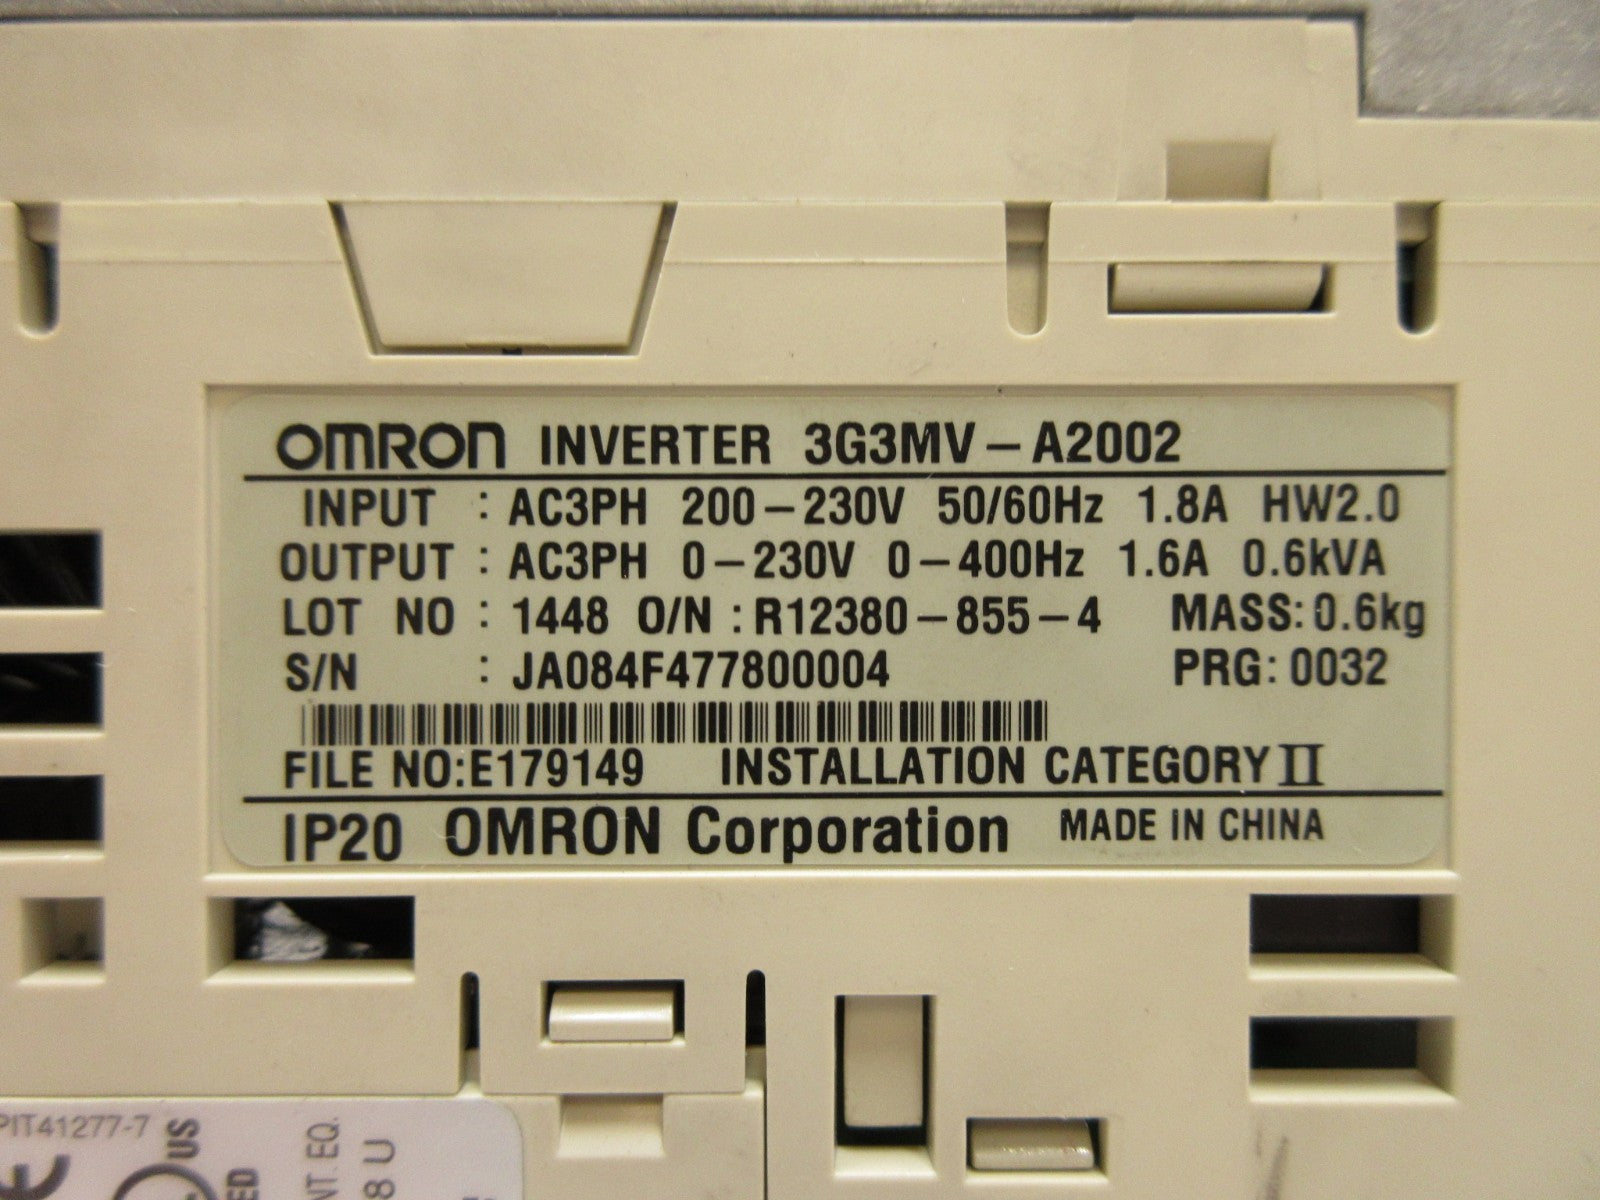 OMRON INVERTER 3G3MV-A2002
INPUT : AC3PH 200-230V 50/60Hz 1.8A HW2.0
OUTPUT : AC3PH 0-230V 0-400Hz 1.6A 0.6kVA
LOT NO : 1448 O/N : R12380-855-4 MASS: 0.6kg
S/N : JA084F477800004 PRG: 0032
FILE NO:E179149 INSTALLATION CATEGORY II
IP20 OMRON Corporation MADE IN CHINA
PIT41277-7
US